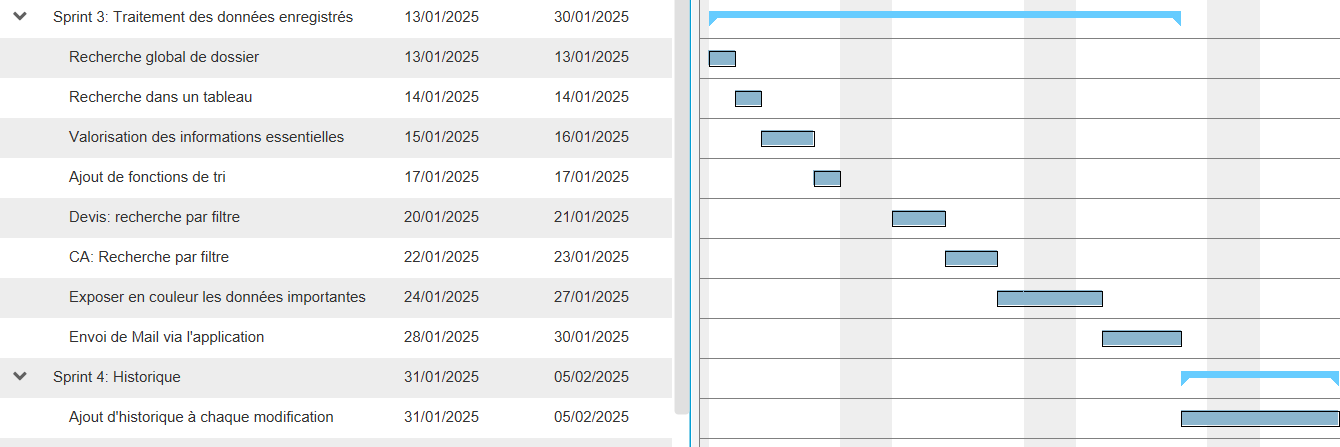 Sprint 3: Traitement des données enregistrés 13/01/2025 30/01/2025
Recherche global de dossier 13/01/2025 13/01/2025
Recherche dans un tableau 14/01/2025 14/01/2025
Valorisation des informations essentielles 15/01/2025 16/01/2025
Ajout de fonctions de tri 17/01/2025 17/01/2025
Devis: recherche par filtre 20/01/2025 21/01/2025
CA: Recherche par filtre 22/01/2025 23/01/2025
Exposer en couleur les données importantes 24/01/2025 27/01/2025
Envoi de Mail via l'application 28/01/2025 30/01/2025
Sprint 4: Historique 31/01/2025 05/02/2025
Ajout d'historique à chaque modification 31/01/2025 05/02/2025